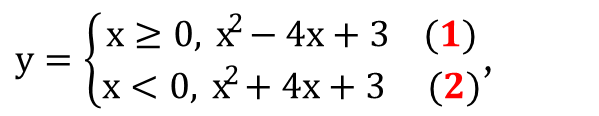 y = { x ≥ 0, x² − 4x + 3 (1)
x < 0, x² + 4x + 3 (2) ,